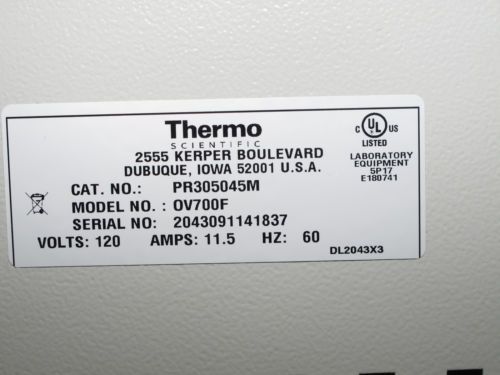 Thermo
SCIENTIFIC
2555 KERPER BOULEVARD
DUBUQUE, IOWA 52001 U.S.A.
CAT. NO.: PR305045M
MODEL NO.: OV700F
SERIAL NO: 2043091141837
VOLTS: 120 AMPS: 11.5 HZ: 60
C UL US
LISTED
LABORATORY
EQUIPMENT
5P17
E180741
DL2043X3